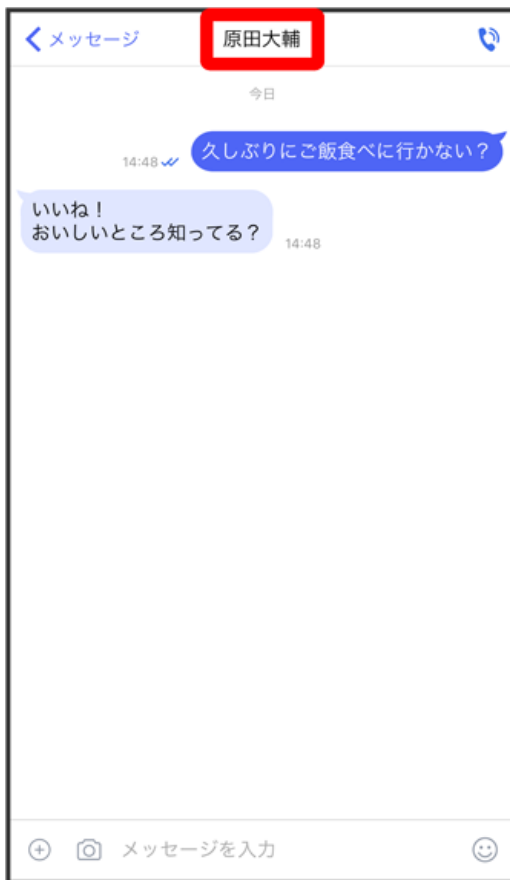 メッセージ
原田大輔
今日
久しぶりにご飯食べに行かない？
14:48
いいね！
おいしいところ知ってる？
14:48
メッセージを入力